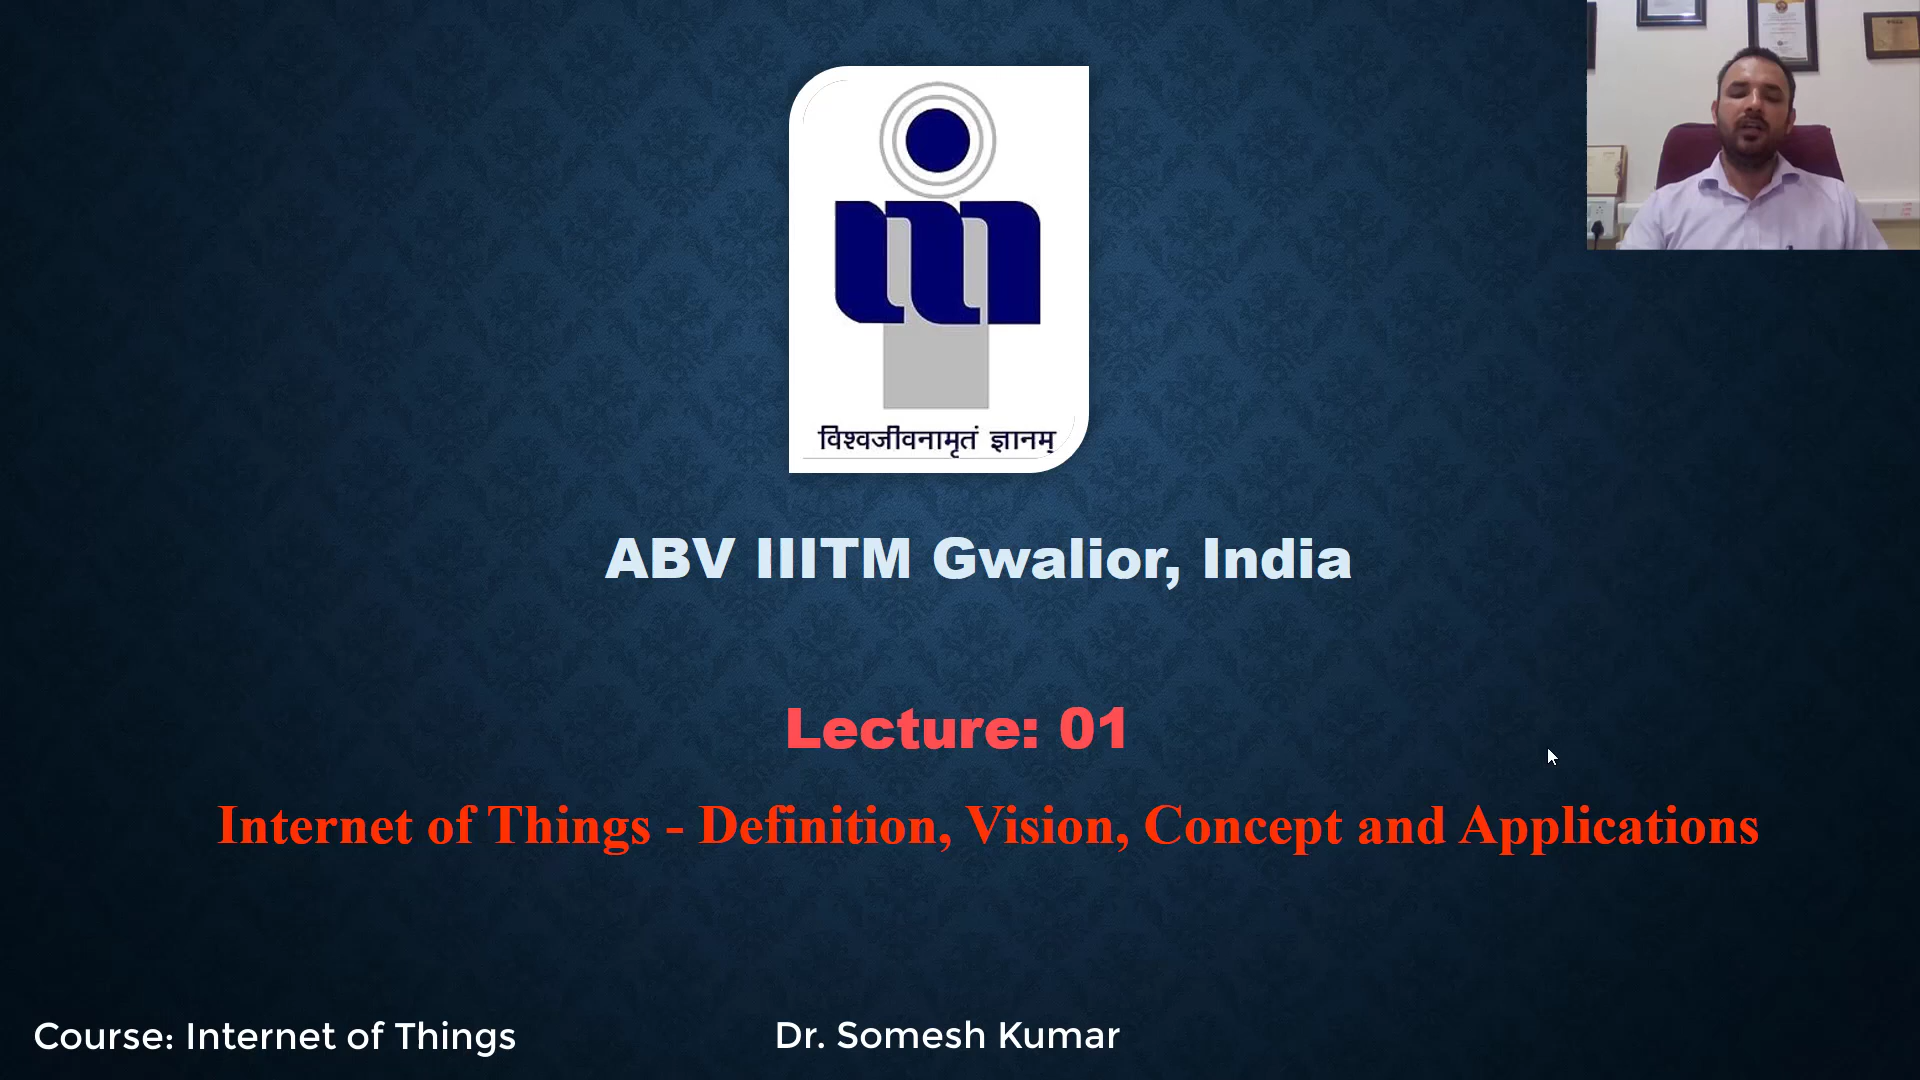 विश्वजीवनामृतं ज्ञानम्
ABV IIITM Gwalior, India
Lecture: 01
Internet of Things - Definition, Vision, Concept and Applications
Course: Internet of Things
Dr. Somesh Kumar